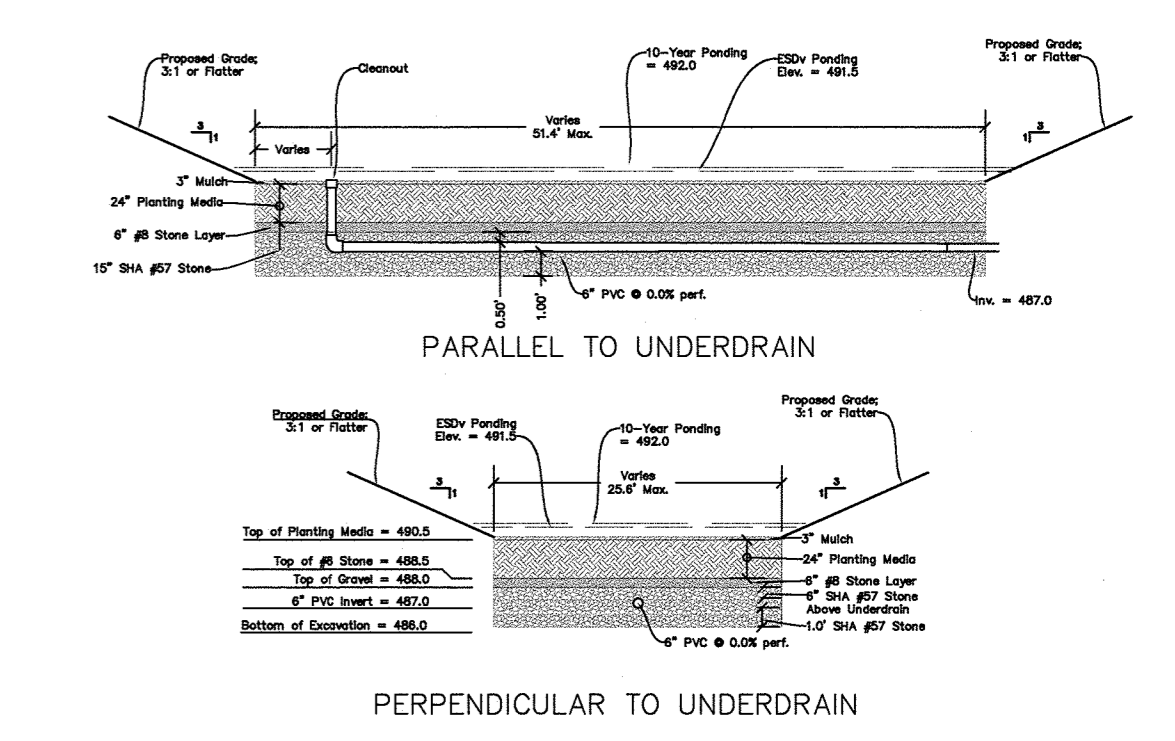 Proposed Grade;
3:1 or Flatter
Cleanout
10-Year Ponding
= 492.0
ESDv Ponding
Elev. = 491.5
Proposed Grade;
3:1 or Flatter
3
1
Varies
51.4' Max.
3
1
Varies
3" Mulch
24" Planting Media
6" #8 Stone Layer
15" SHA #57 Stone
0.50'
1.00'
6" PVC @ 0.0% perf.
Inv. = 487.0
PARALLEL TO UNDERDRAIN
Proposed Grade;
3:1 or Flatter
ESDv Ponding
Elev. = 491.5
10-Year Ponding
= 492.0
Proposed Grade;
3:1 or Flatter
3
1
Varies
25.6' Max.
3
1
Top of Planting Media = 490.5
Top of #8 Stone = 488.5
Top of Gravel = 488.0
6" PVC Invert = 487.0
Bottom of Excavation = 486.0
3" Mulch
24" Planting Media
6" #8 Stone Layer
6" SHA #57 Stone
Above Underdrain
1.0' SHA #57 Stone
6" PVC @ 0.0% perf.
PERPENDICULAR TO UNDERDRAIN